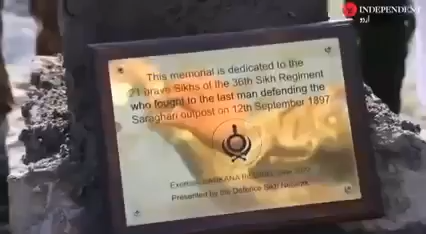 INDEPENDENT
اردو
This memorial is dedicated to the
21 brave Sikhs of the 36th Sikh Regiment
who fought to the last man defending the
Saraghari outpost on 12th September 1897
Presented by the Defence Sikh Network